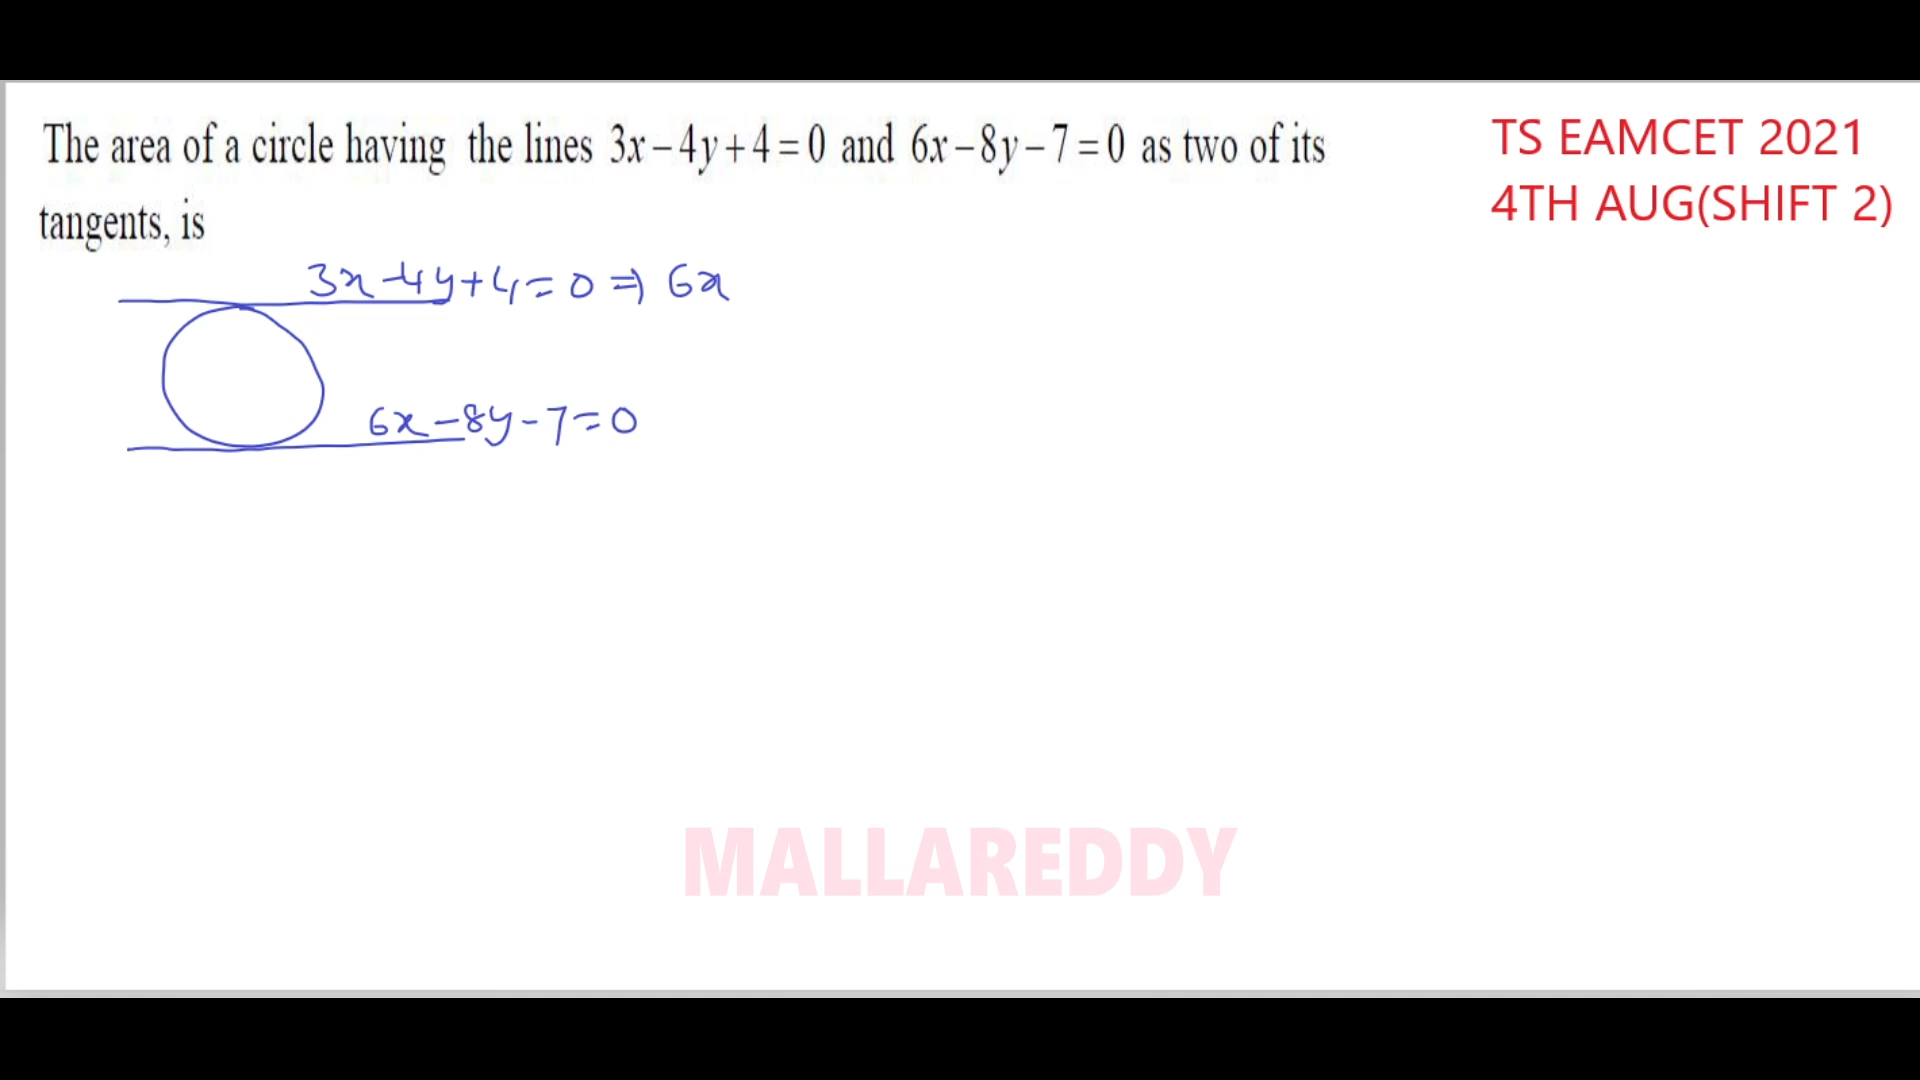 The area of a circle having the lines 3x−4y+4=0 and 6x−8y−7=0 as two of its
tangents, is
TS EAMCET 2021
4TH AUG(SHIFT 2)
3x-4y+4=0 ⇒ 6x
6x-8y-7=0
MALLAREDDY